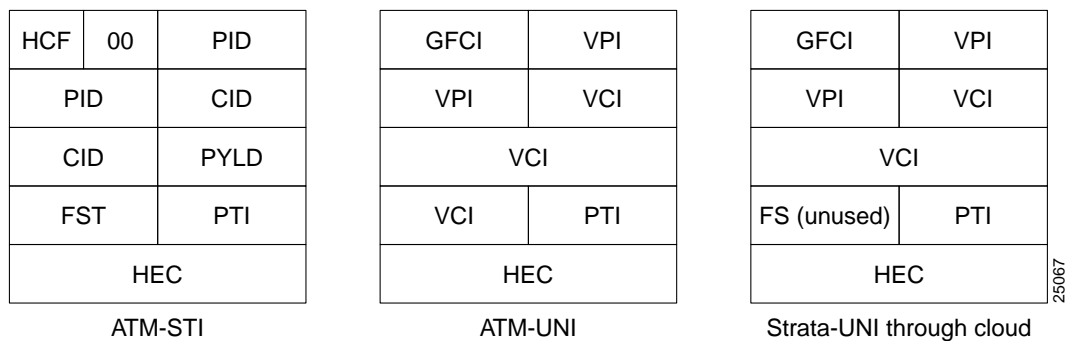 HCF 00 PID
PID CID
CID PYLD
FST PTI
HEC
ATM-STI
GFCI VPI
VPI VCI
VCI
VCI PTI
HEC
ATM-UNI
GFCI VPI
VPI VCI
VCI
FS (unused) PTI
HEC
Strata-UNI through cloud
25067